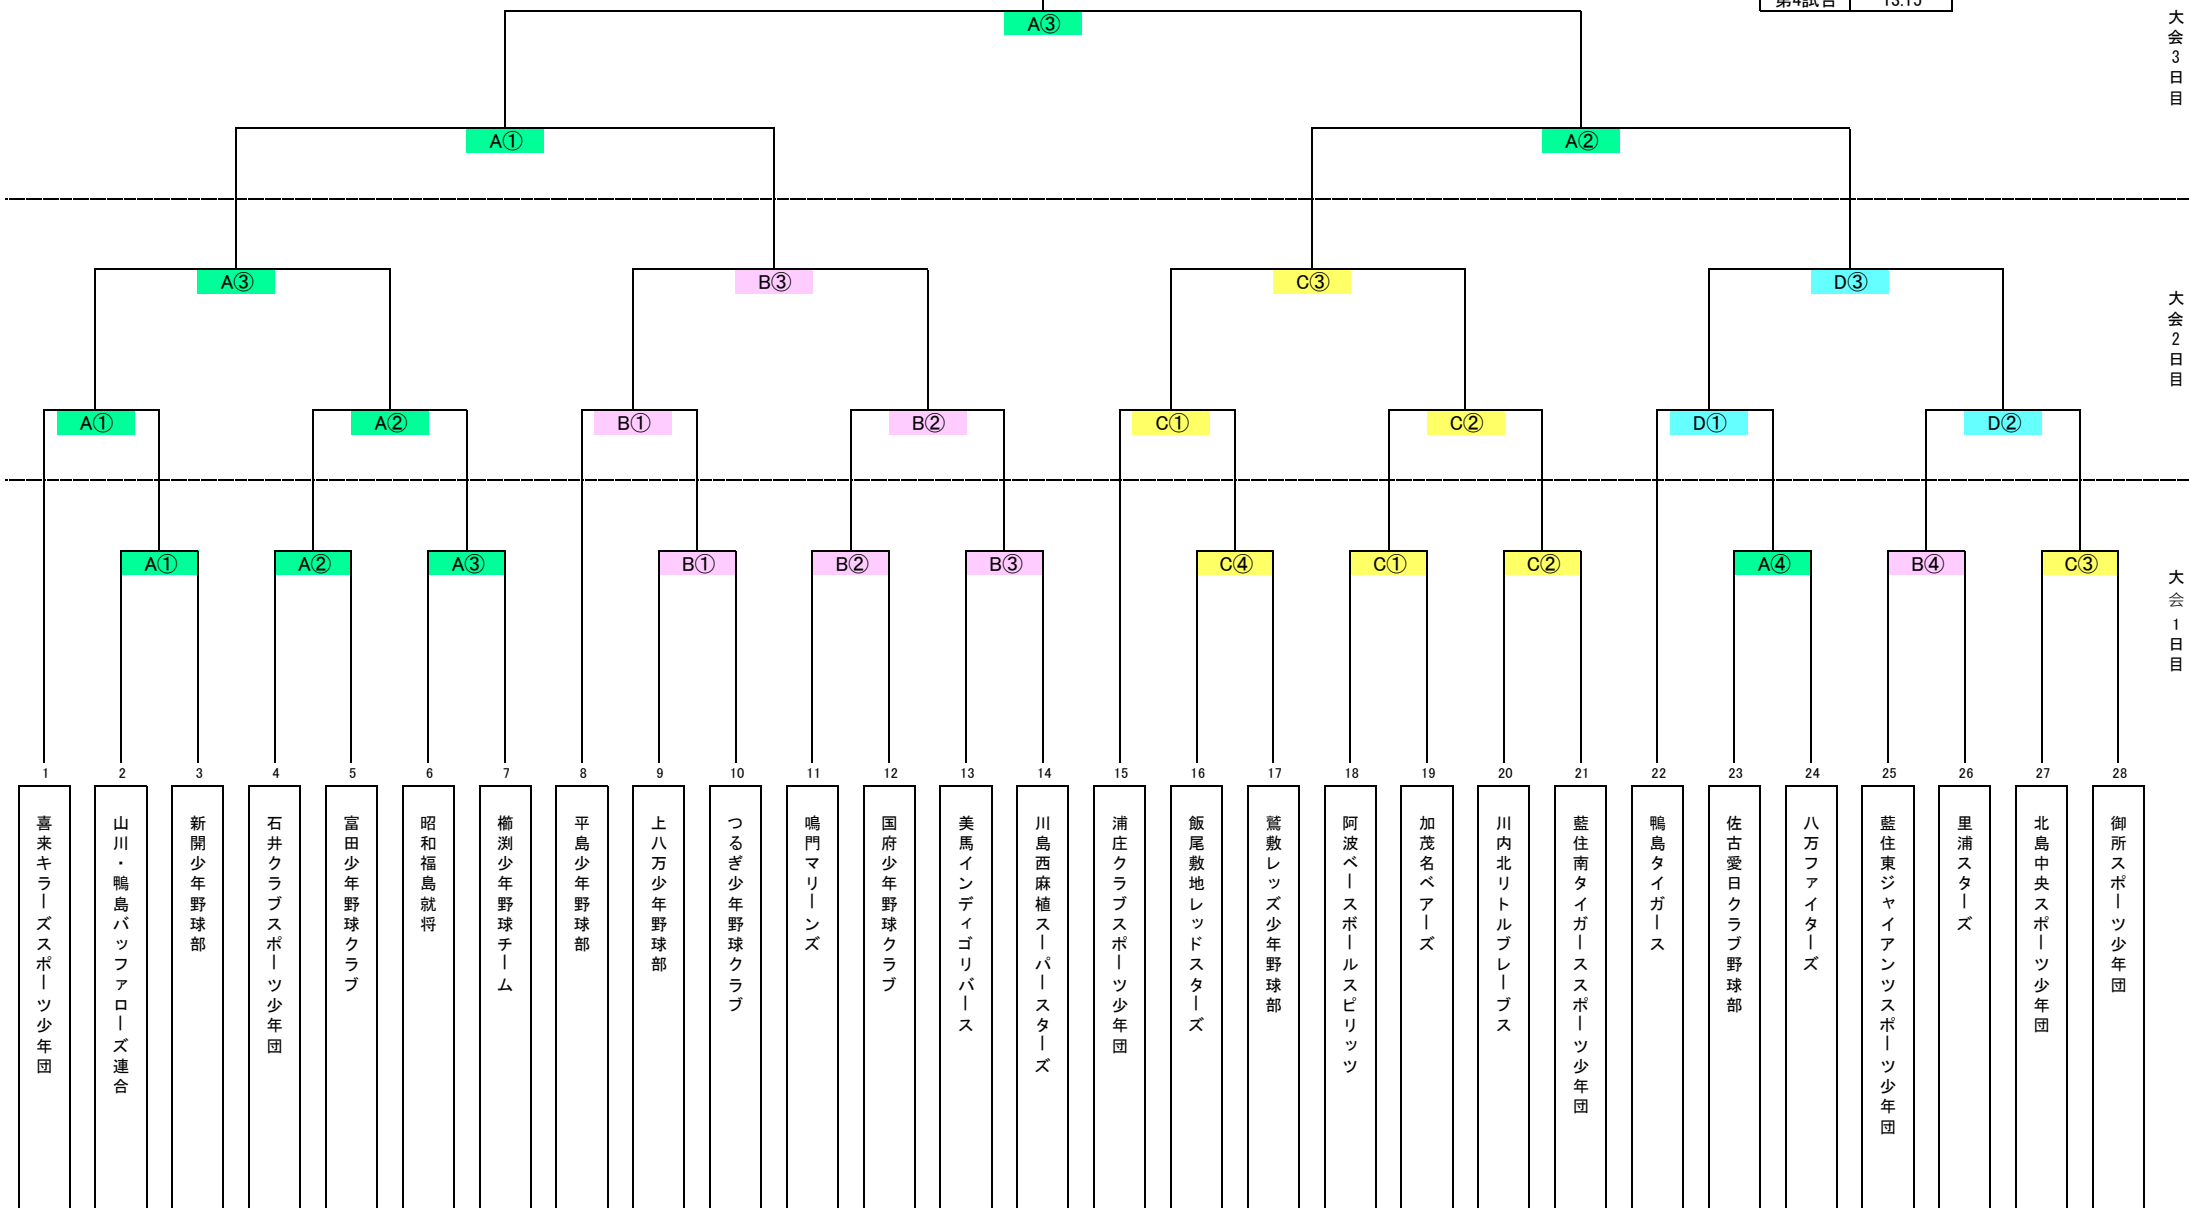 第4試合 13:15
A③
大会3日目
A① A②
A③ B③ C③ D③
大会2日目
A① A② B① B② C① C② D① D②
A① A② A③ B① B② B③ C④ C① C② A④ B④ C③
大会1日目
1 2 3 4 5 6 7 8 9 10 11 12 13 14 15 16 17 18 19 20 21 22 23 24 25 26 27 28
喜来キラーズスポーツ少年団
山川・鴨島バッファローズ連合
新開少年野球部
石井クラブスポーツ少年団
富田少年野球クラブ
昭和福島就将
櫛渕少年野球チーム
平島少年野球部
上八万少年野球部
つるぎ少年野球クラブ
鳴門マリーンズ
国府少年野球クラブ
美馬インディゴリバース
川島西麻植スーパースターズ
浦庄クラブスポーツ少年団
飯尾敷地レッドスターズ
鷲敷レッズ少年野球部
阿波ベースボールスピリッツ
加茂名ベアーズ
川内北リトルブレーブス
藍住南タイガーススポーツ少年団
鴨島タイガース
佐古愛日クラブ野球部
八万ファイターズ
藍住東ジャイアンツスポーツ少年団
里浦スターズ
北島中央スポーツ少年団
御所スポーツ少年団